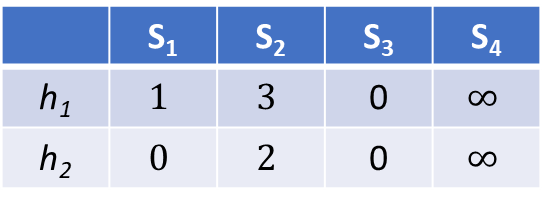 S₁ S₂ S₃ S₄
h₁ 1 3 0 ∞
h₂ 0 2 0 ∞